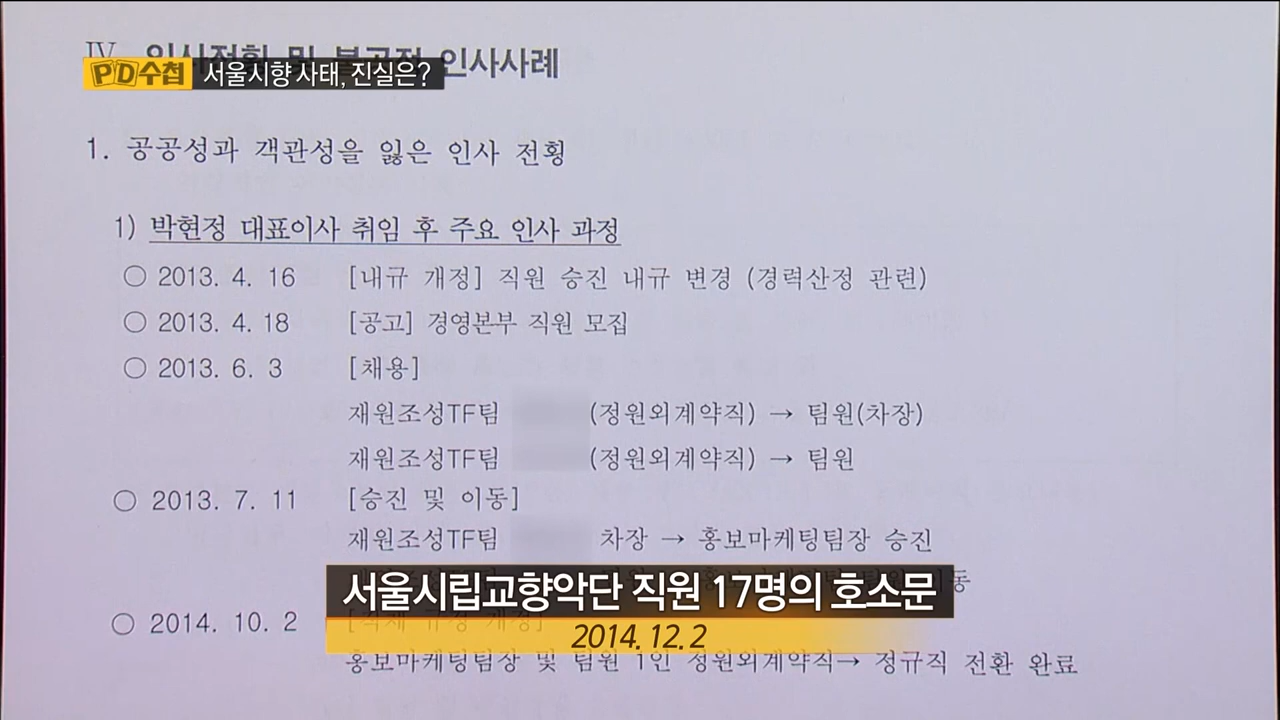 Ⅳ 인사사례
PD수첩 서울시향 사태, 진실은?
1. 공공성과 객관성을 잃은 인사 전횡
1) 박현정 대표이사 취임 후 주요 인사 과정
○ 2013. 4. 16 [내규 개정] 직원 승진 내규 변경 (경력산정 관련)
○ 2013. 4. 18 [공고] 경영본부 직원 모집
○ 2013. 6. 3 [채용]
재원조성TF팀 (정원외계약직) → 팀원(차장)
재원조성TF팀 (정원외계약직) → 팀원
○ 2013. 7. 11 [승진 및 이동]
재원조성TF팀 차장 → 홍보마케팅팀장 승진
이동
서울시립교향악단 직원 17명의 호소문
○ 2014. 10. 2
2014. 12. 2
홍보마케팅팀장 및 팀원 1인 정원외계약직→ 정규직 전환 완료